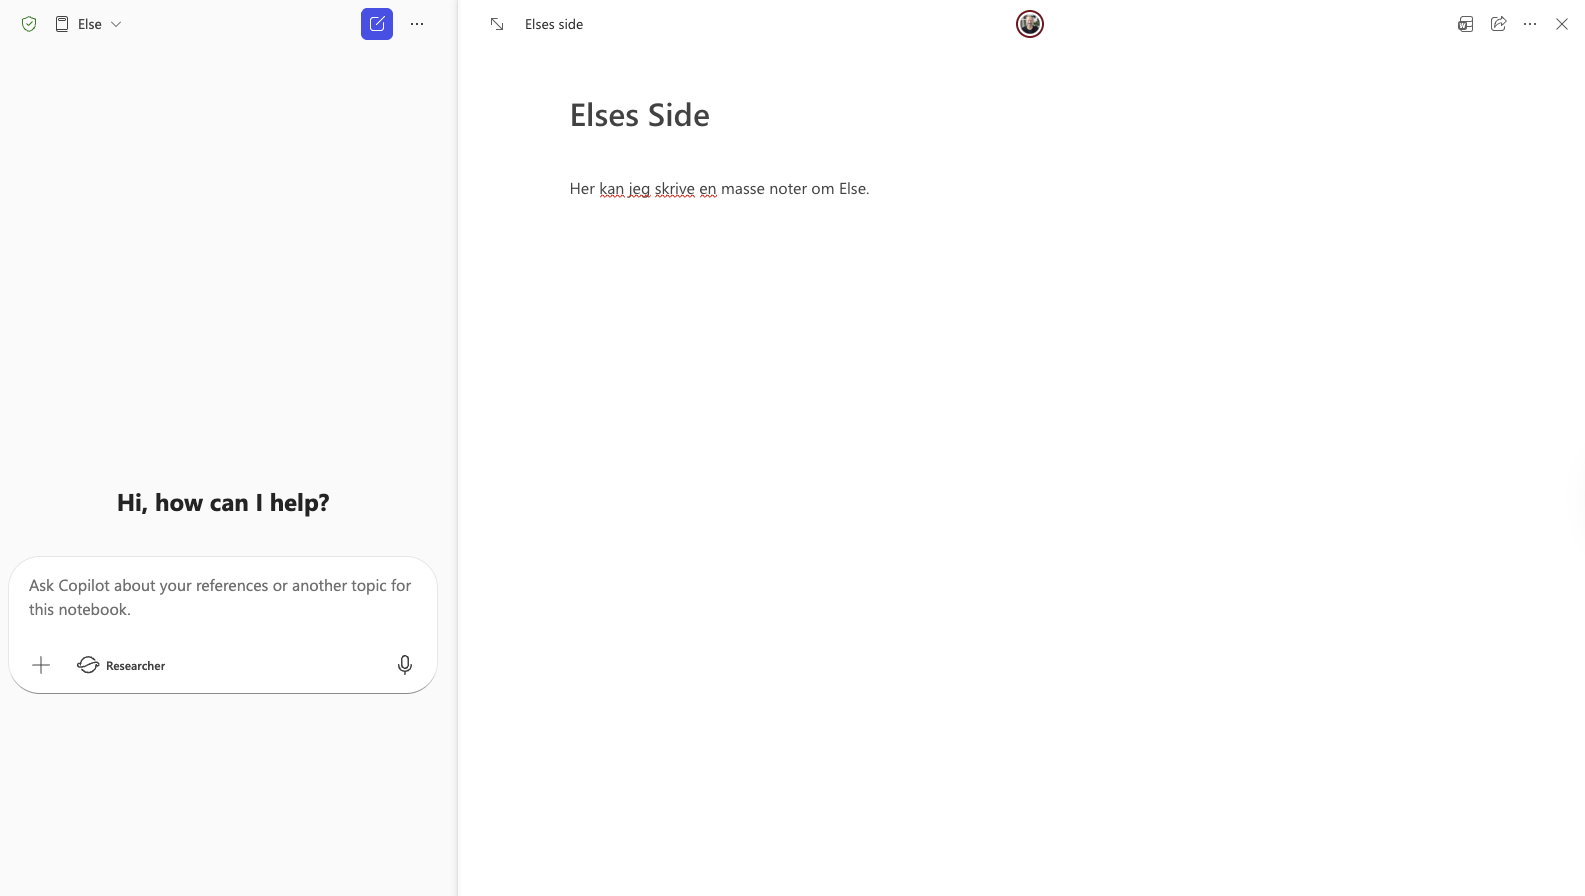 Else
Elses side
Elses Side
Her kan jeg skrive en masse noter om Else.
Hi, how can I help?
Ask Copilot about your references or another topic for
this notebook.
Researcher